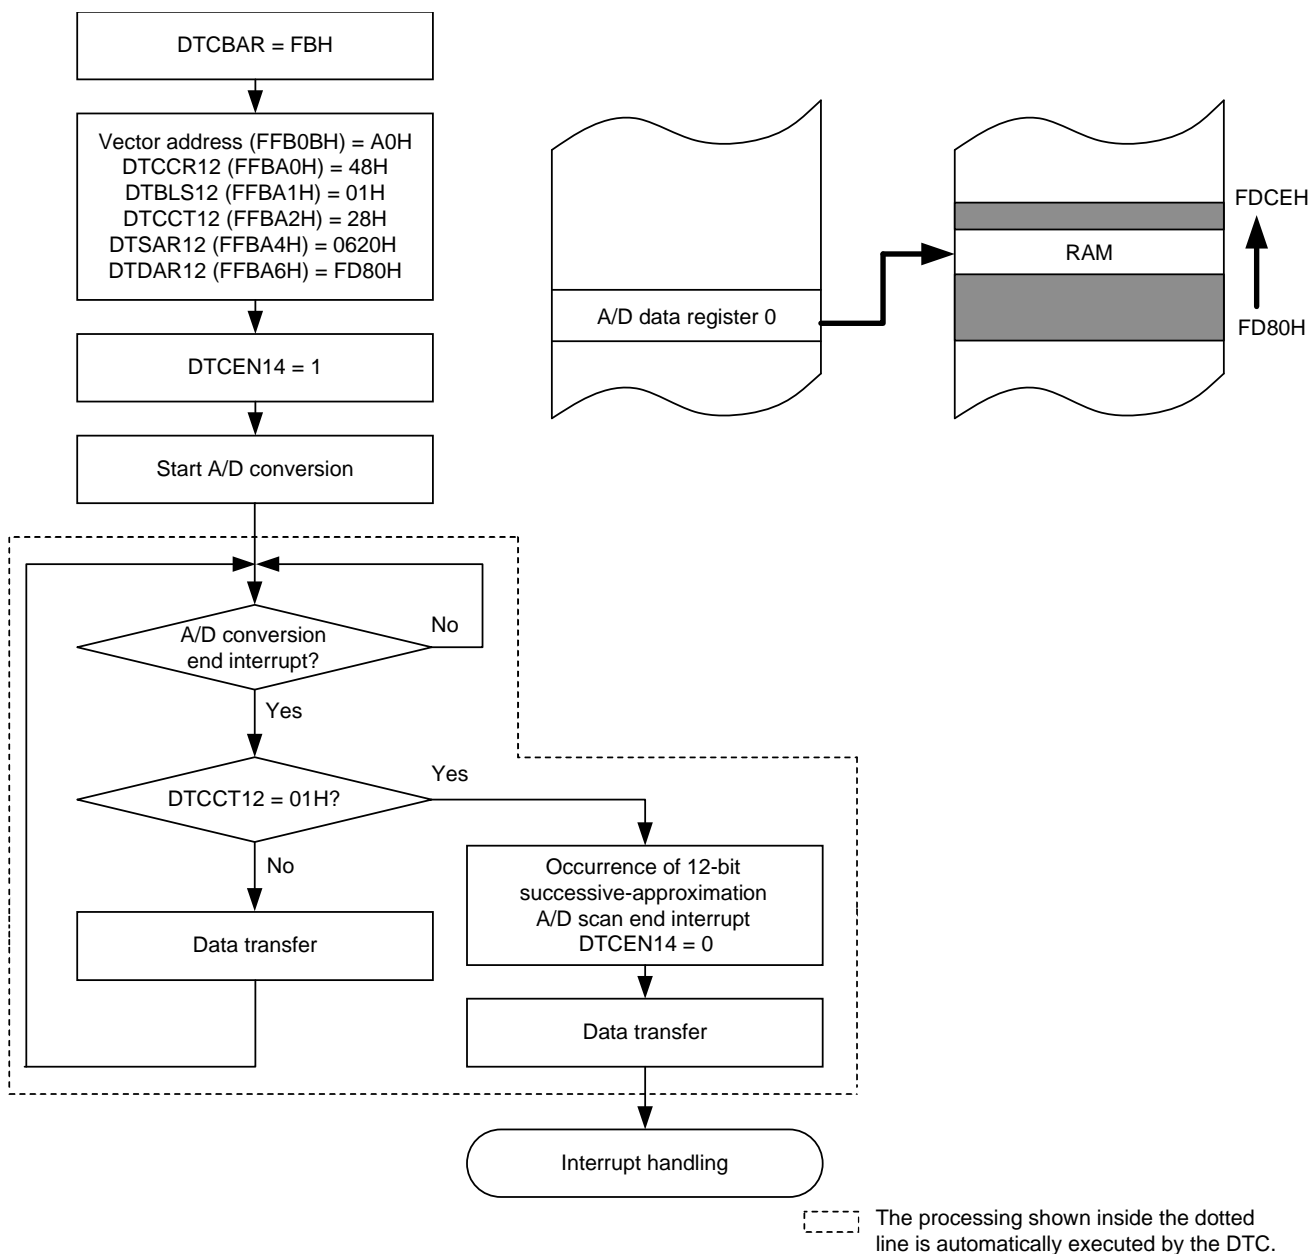 DTCBAR = FBH
Vector address (FFB0BH) = A0H
DTCCR12 (FFBA0H) = 48H
DTBLS12 (FFBA1H) = 01H
DTCCT12 (FFBA2H) = 28H
DTSAR12 (FFBA4H) = 0620H
DTDAR12 (FFBA6H) = FD80H
DTCEN14 = 1
Start A/D conversion
A/D data register 0
RAM
FDCEH
FD80H
A/D conversion
end interrupt?
No
Yes
DTCCT12 = 01H?
Yes
No
Data transfer
Occurrence of 12-bit
successive-approximation
A/D scan end interrupt
DTCEN14 = 0
Data transfer
Interrupt handling
The processing shown inside the dotted
line is automatically executed by the DTC.